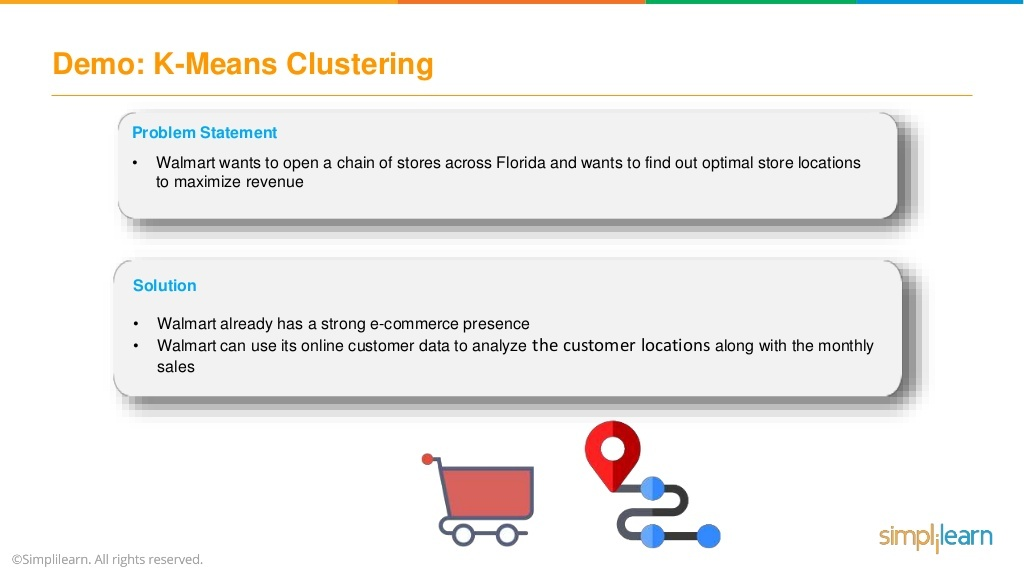 Demo: K-Means Clustering
Problem Statement
• Walmart wants to open a chain of stores across Florida and wants to find out optimal store locations
to maximize revenue
Solution
• Walmart already has a strong e-commerce presence
• Walmart can use its online customer data to analyze the customer locations along with the monthly
sales
simplilearn
©Simplilearn. All rights reserved.